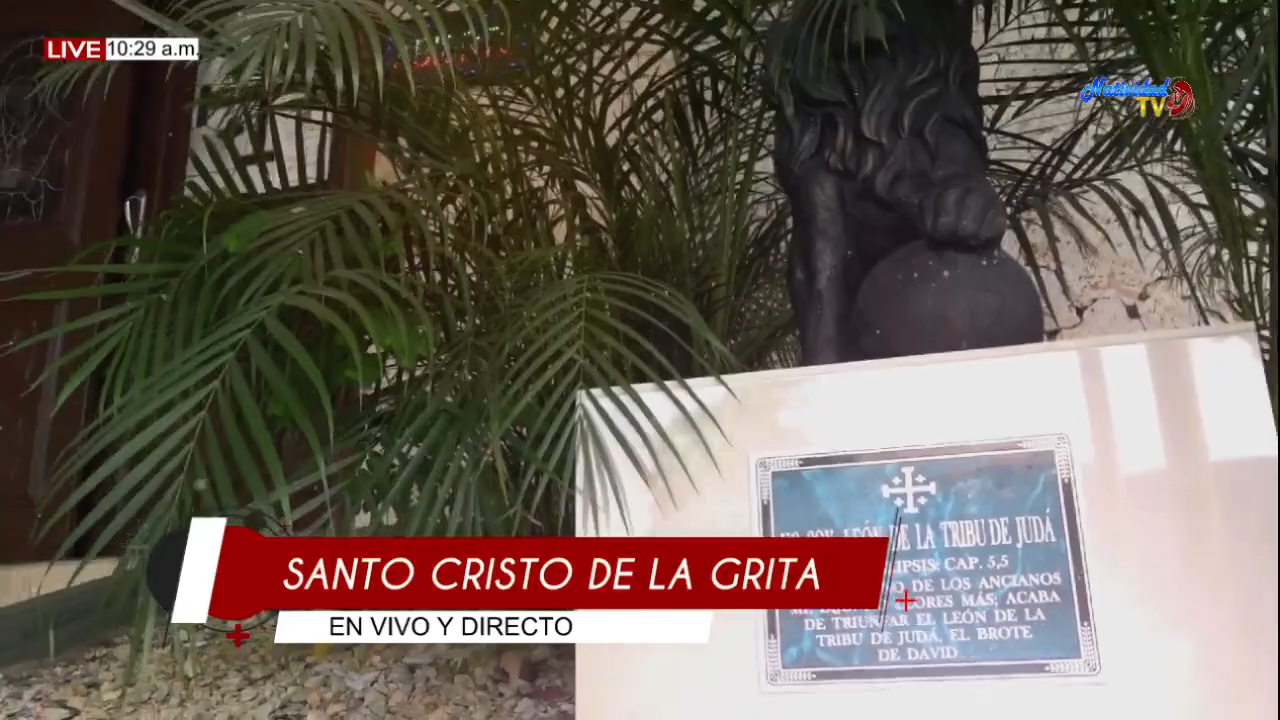 LIVE 10:29 a.m.
Natividad
TV
LEÓN DE LA TRIBU DE JUDÁ
CAP. 5,5
DE LOS ANCIANOS
MÁS; ACABA
DE TRIUNFAR EL LEÓN DE LA
TRIBU DE JUDÁ, EL BROTE
DE DAVID
SANTO CRISTO DE LA GRITA
EN VIVO Y DIRECTO